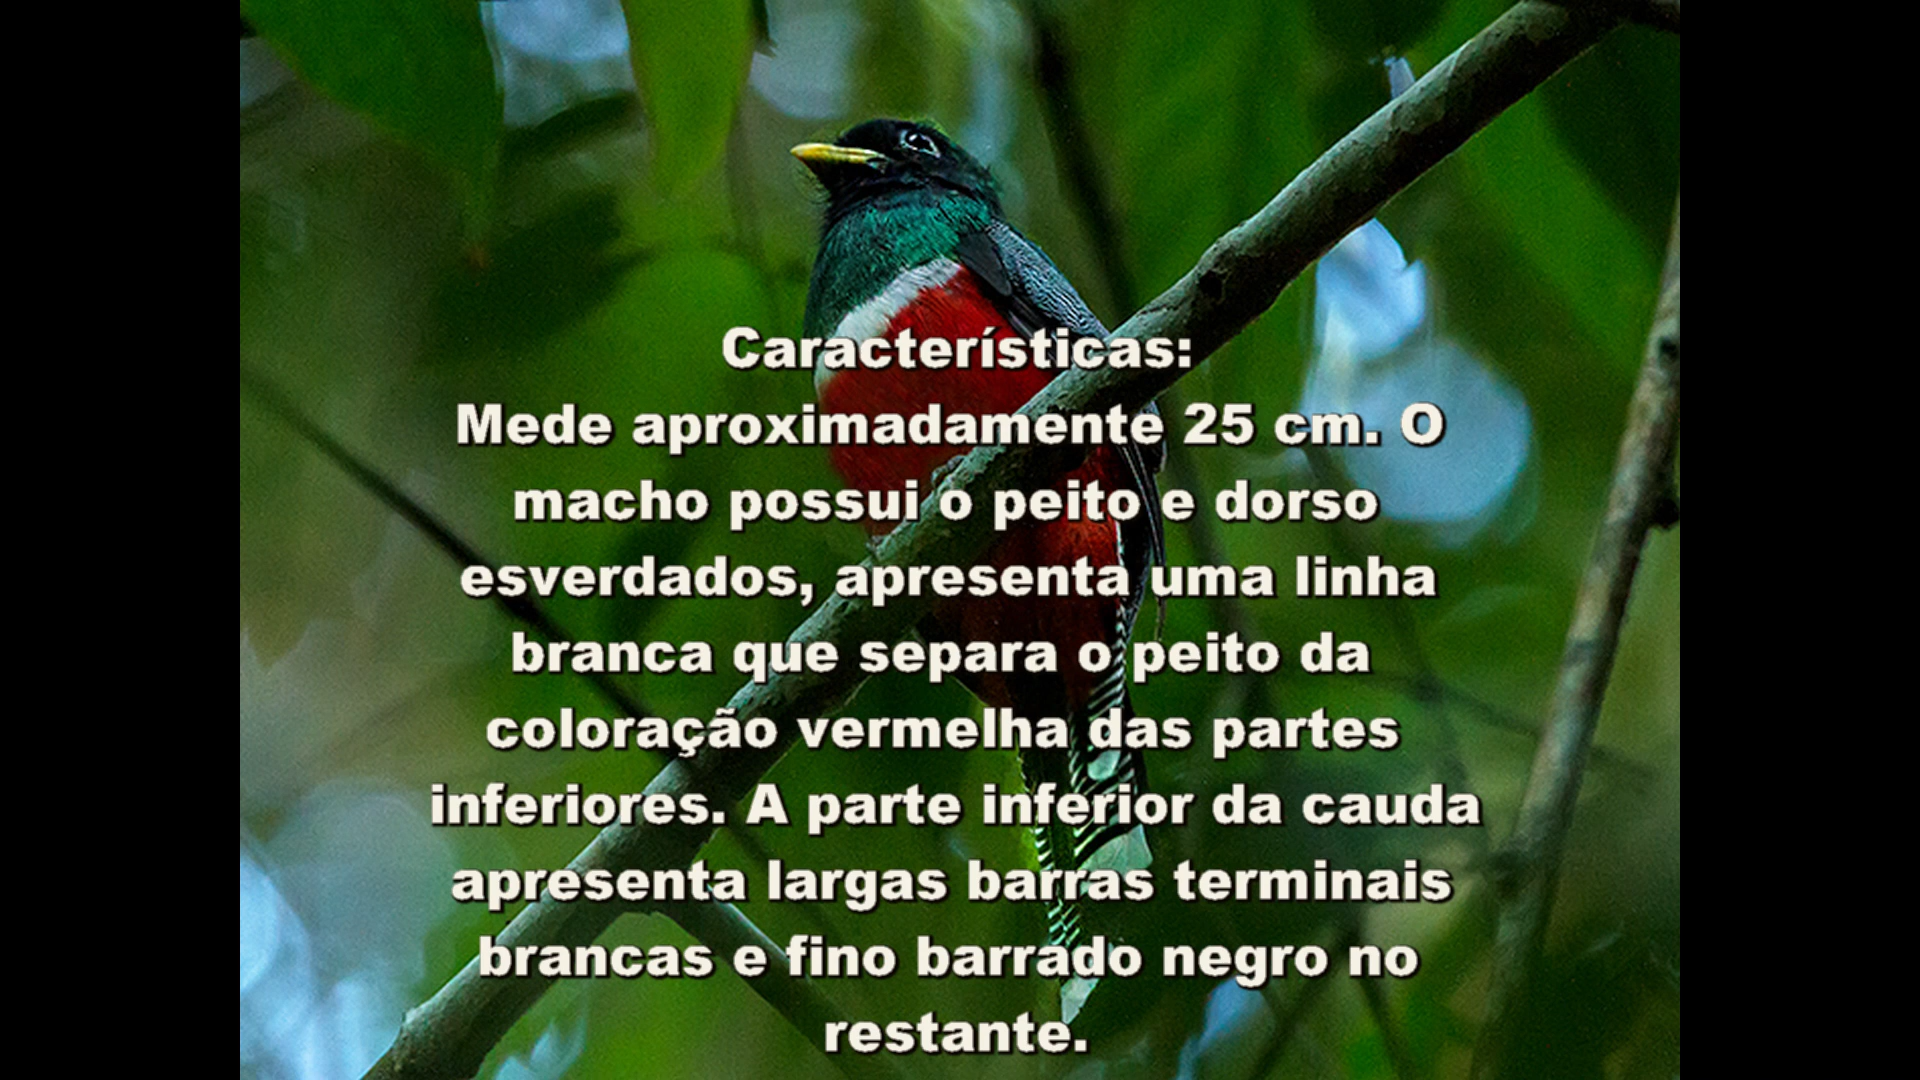 Características:
Mede aproximadamente 25 cm. O
macho possui o peito e dorso
esverdados, apresenta uma linha
branca que separa o peito da
coloração vermelha das partes
inferiores. A parte inferior da cauda
apresenta largas barras terminais
brancas e fino barrado negro no
restante.